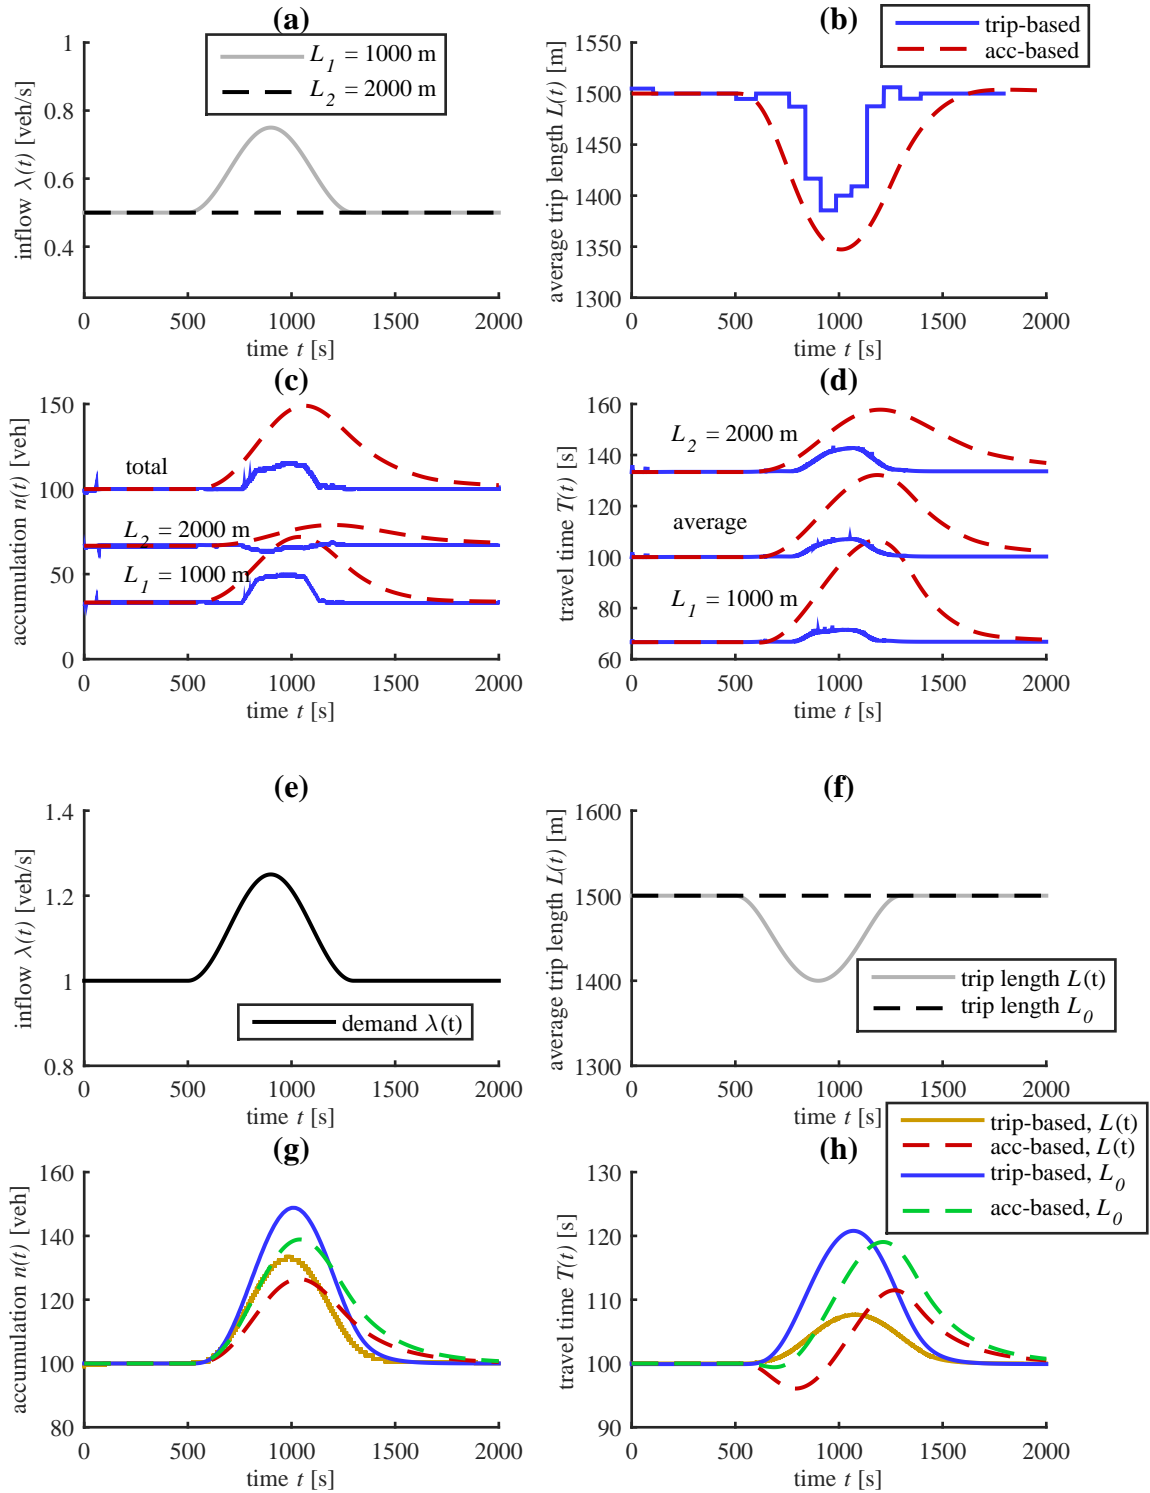 (a)
inflow λ(t) [veh/s]
1
0.8
0.6
0.4
L1 = 1000 m
L2 = 2000 m
0 500 1000 1500 2000
time t [s]
(b)
average trip length L(t) [m]
1550
1500
1450
1400
1350
1300
trip-based
acc-based
0 500 1000 1500 2000
time t [s]
(c)
accumulation n(t) [veh]
150
100
50
0
total
L2 = 2000 m
L1 = 1000 m
0 500 1000 1500 2000
time t [s]
(d)
travel time T(t) [s]
160
140
120
100
80
60
L2 = 2000 m
average
L1 = 1000 m
0 500 1000 1500 2000
time t [s]
(e)
inflow λ(t) [veh/s]
1.4
1.2
1
0.8
demand λ(t)
0 500 1000 1500 2000
time t [s]
(f)
average trip length L(t) [m]
1600
1500
1400
1300
trip length L(t)
trip length L0
0 500 1000 1500 2000
time t [s]
(g)
accumulation n(t) [veh]
160
140
120
100
80
0 500 1000 1500 2000
time t [s]
(h)
travel time T(t) [s]
130
120
110
100
90
trip-based, L(t)
acc-based, L(t)
trip-based, L0
acc-based, L0
0 500 1000 1500 2000
time t [s]